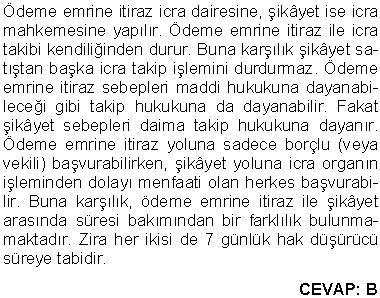 Ödeme emrine itiraz icra dairesine, şikâyet ise icra
mahkemesine yapılır. Ödeme emrine itiraz ile icra
takibi kendiliğinden durur. Buna karşılık şikâyet sa-
tıştan başka icra takip işlemini durdurmaz. Ödeme
emrine itiraz sebepleri maddi hukukuna dayanabi-
leceği gibi takip hukukuna da dayanabilir. Fakat
şikâyet sebepleri daima takip hukukuna dayanır.
Ödeme emrine itiraz yoluna sadece borçlu (veya
vekili) başvurabilirken, şikâyet yoluna icra organın
işleminden dolayı menfaati olan herkes başvurabi-
lir. Buna karşılık, ödeme emrine itiraz ile şikâyet
arasında süresi bakımından bir farklılık bulunma-
maktadır. Zira her ikisi de 7 günlük hak düşürücü
süreye tabidir.
CEVAP: B